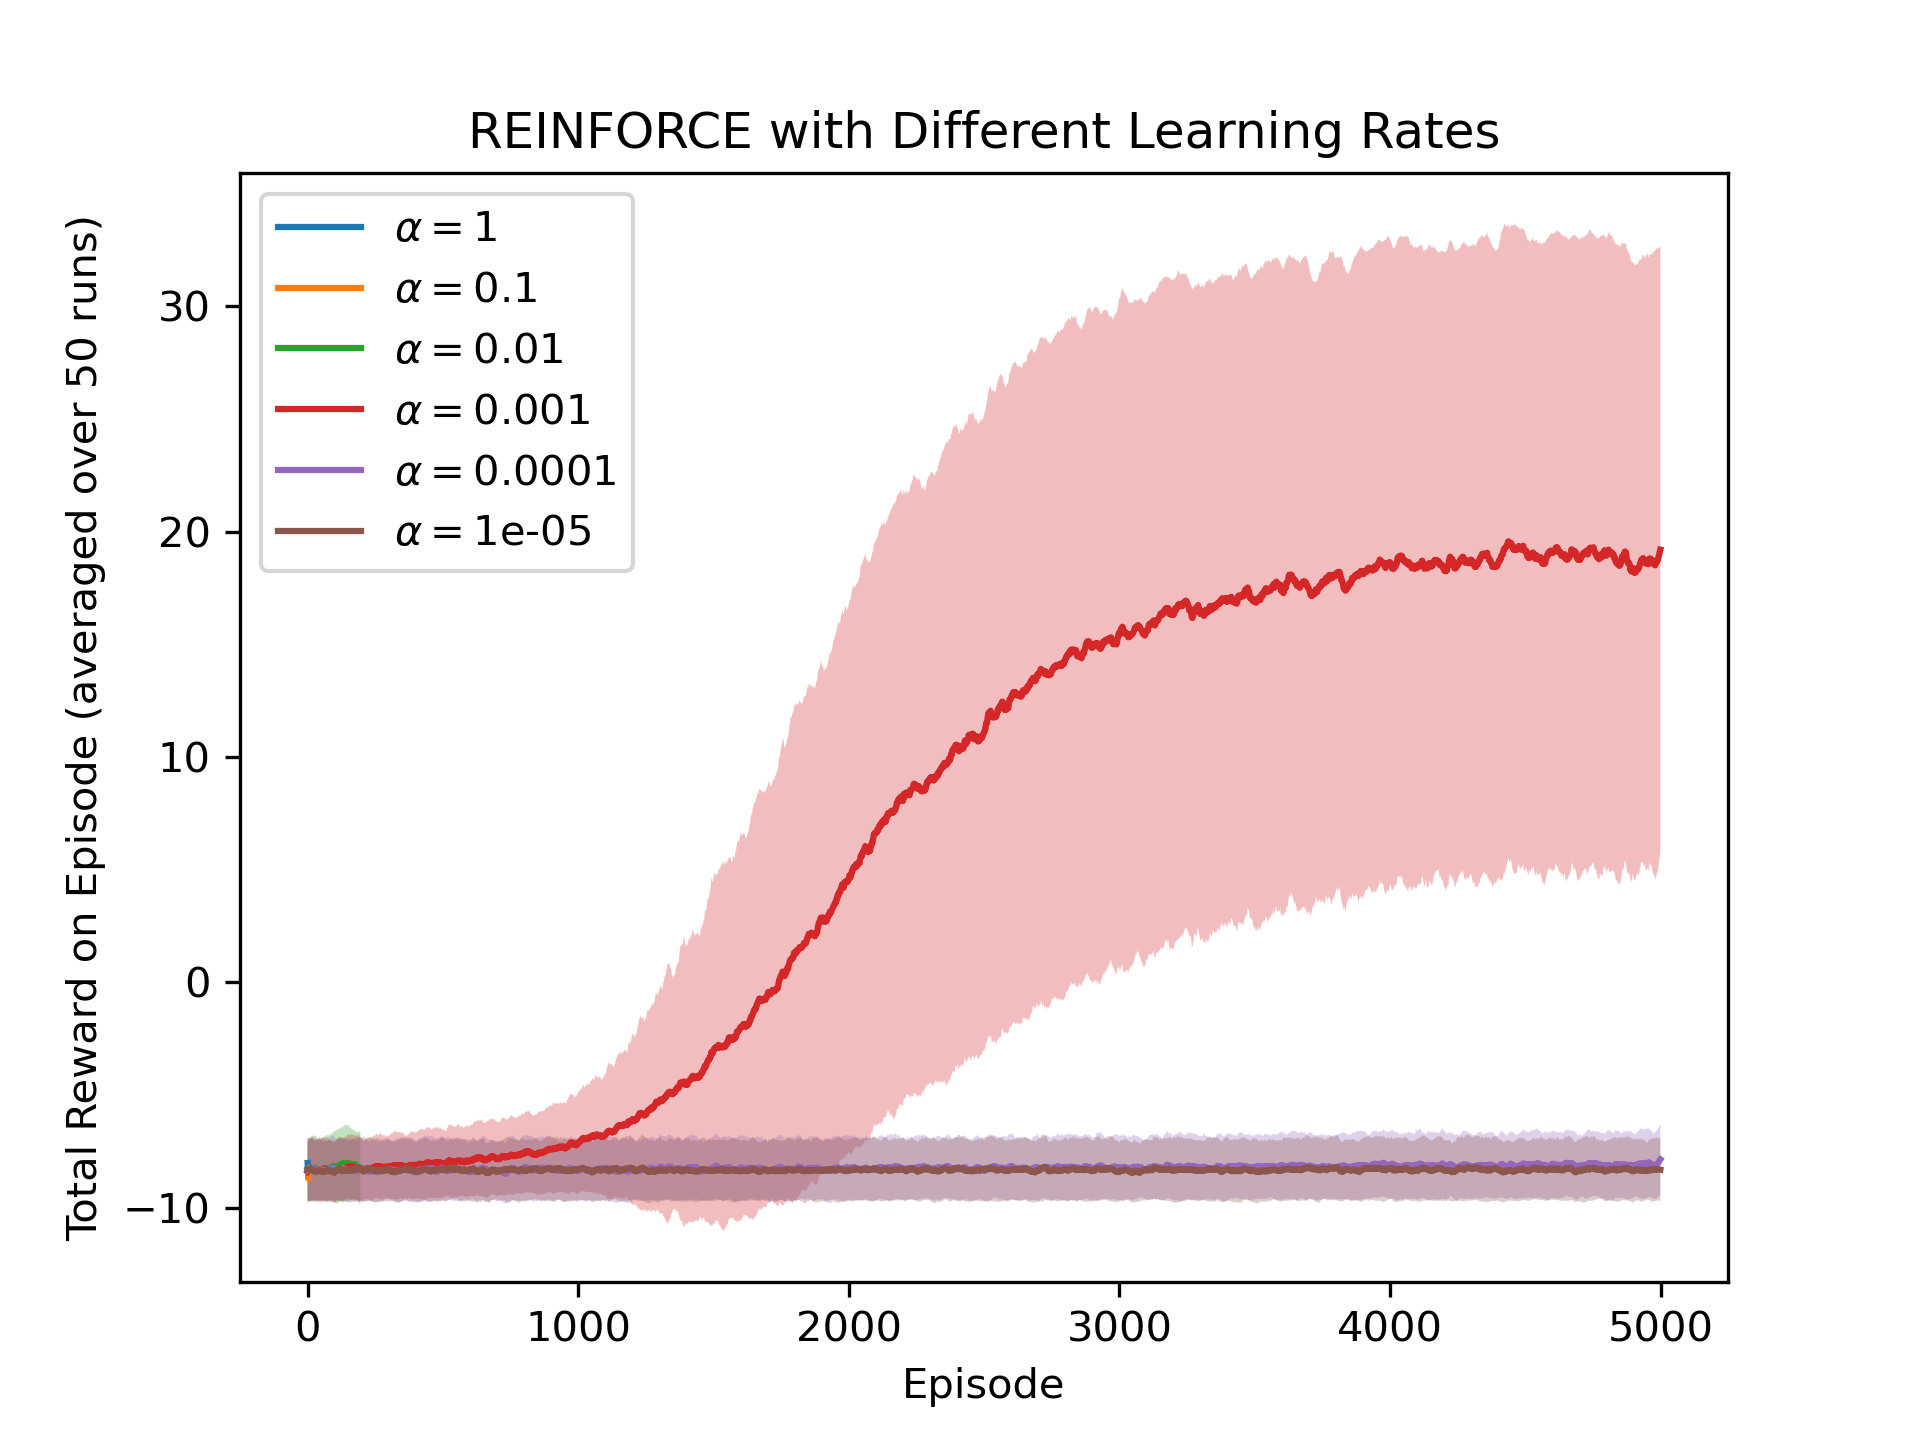 REINFORCE with Different Learning Rates
α = 1
α = 0.1
α = 0.01
α = 0.001
α = 0.0001
α = 1e-05
Total Reward on Episode (averaged over 50 runs)
30
20
10
0
−10
0 1000 2000 3000 4000 5000
Episode